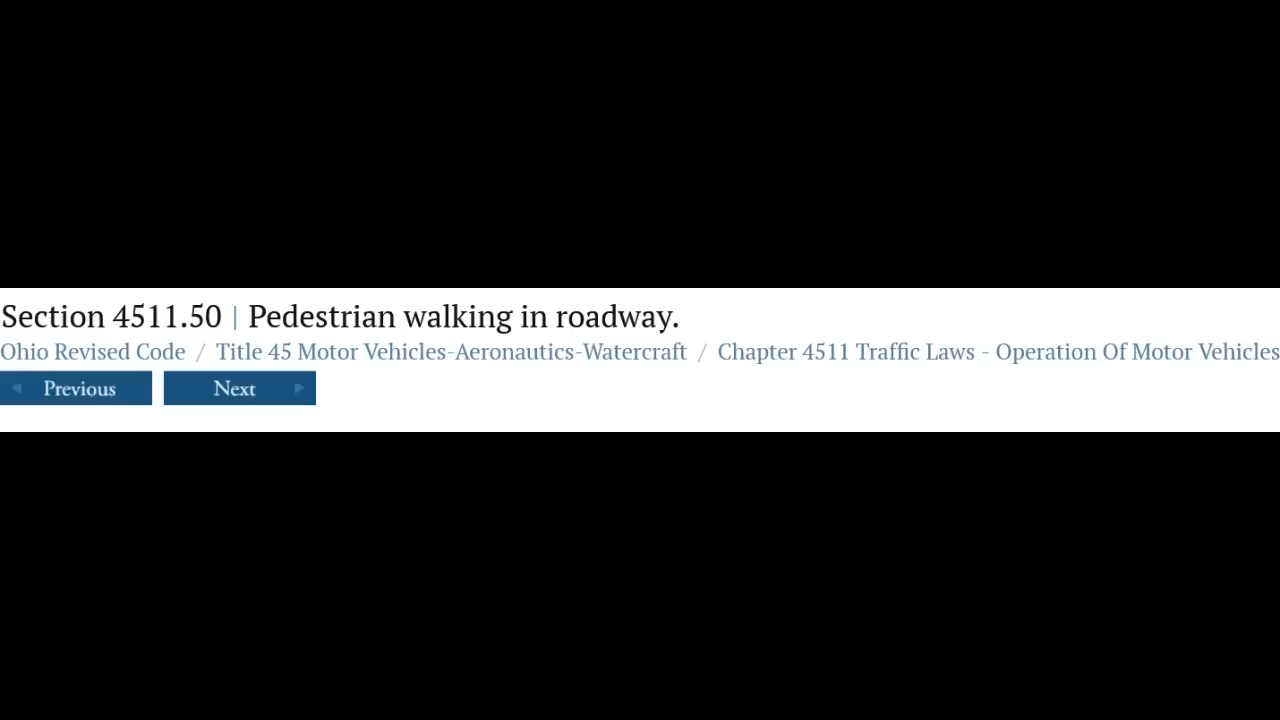 Section 4511.50 | Pedestrian walking in roadway.
Ohio Revised Code / Title 45 Motor Vehicles-Aeronautics-Watercraft / Chapter 4511 Traffic Laws - Operation Of Motor Vehicles
Previous Next